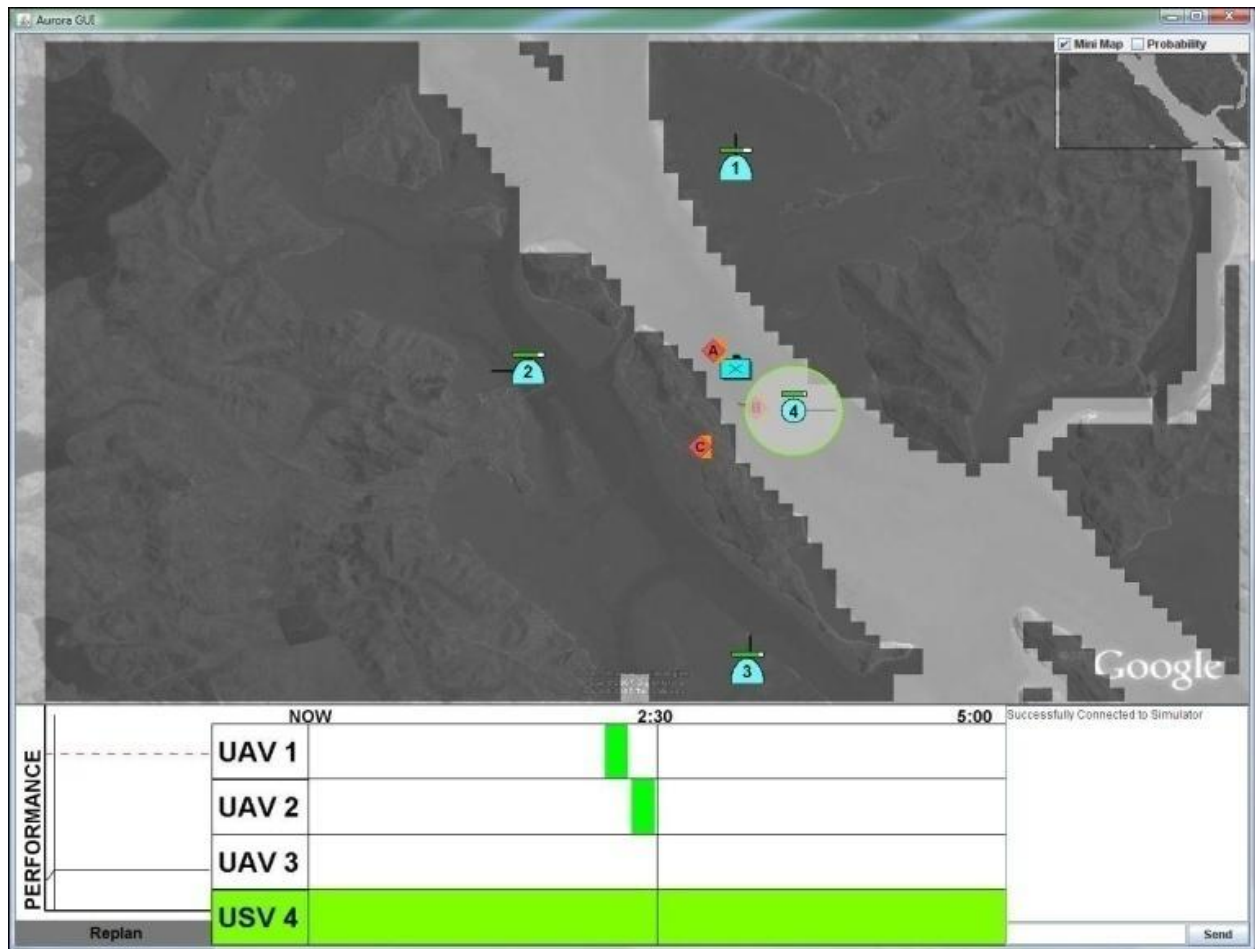 Aurora GUI
Mini Map Probability
1
2
A
B
4
C
3
Google
NOW 2:30 5:00
Successfully Connected to Simulator
PERFORMANCE
UAV 1
UAV 2
UAV 3
USV 4
Replan
Send